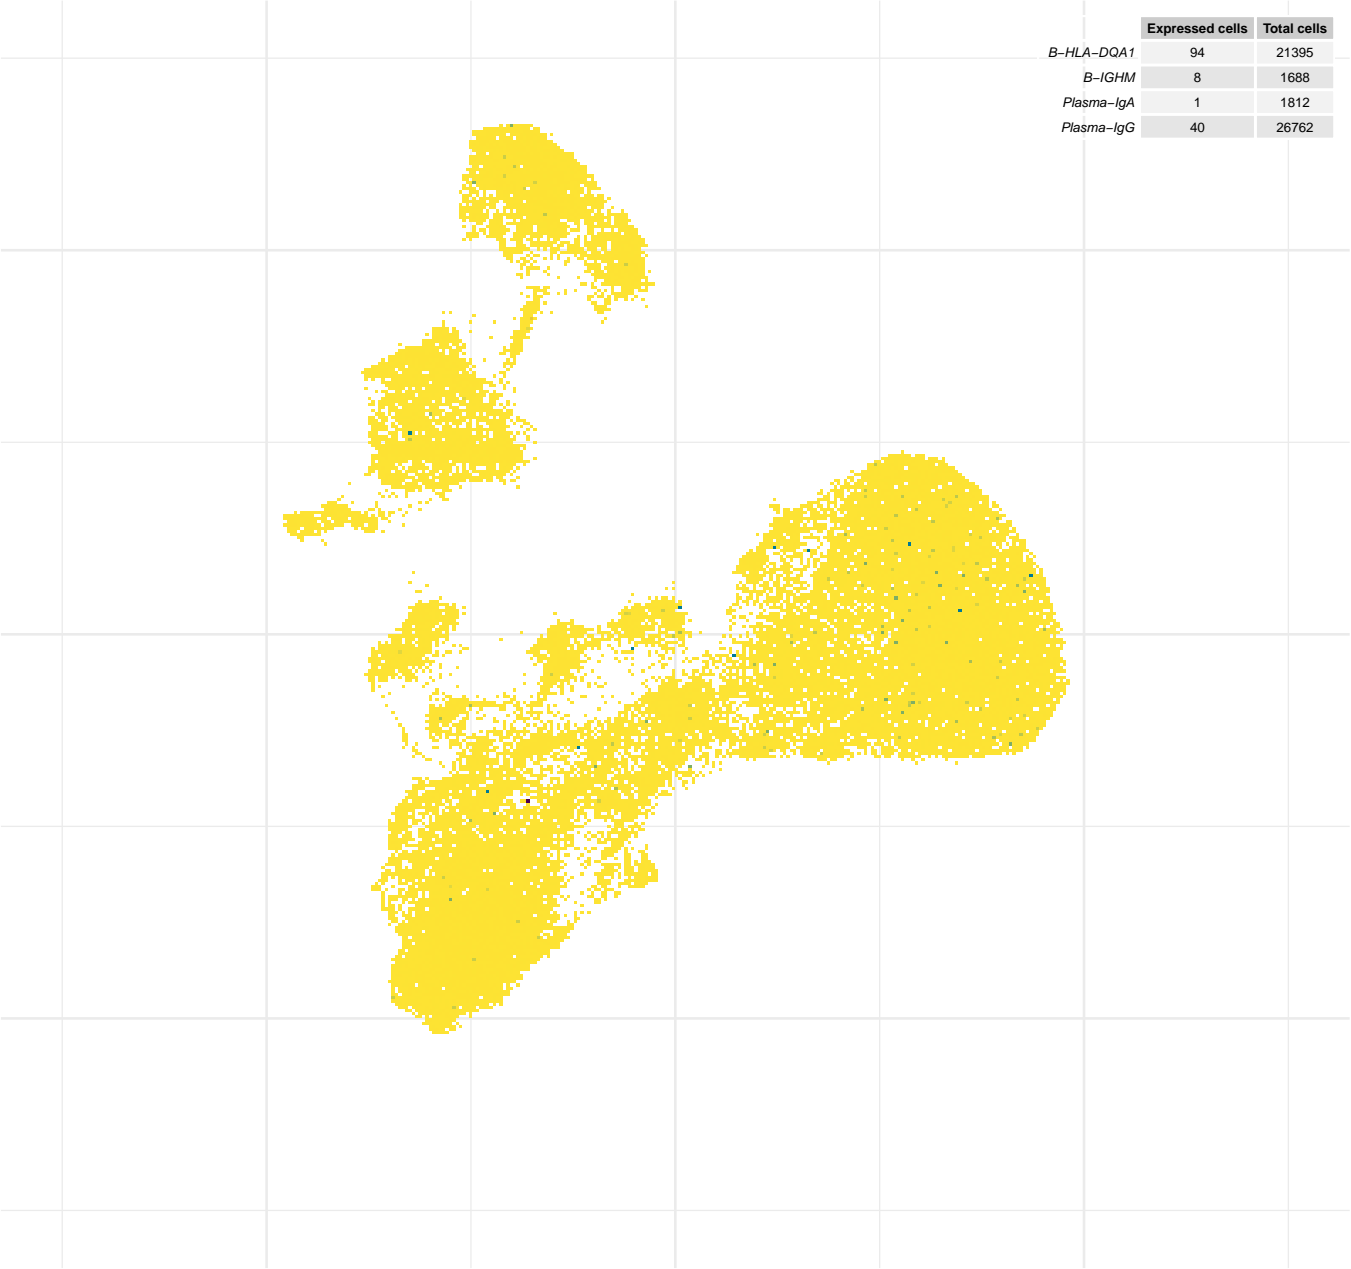 Expressed cells Total cells
B−HLA−DQA1 94 21395
B−IGHM 8 1688
Plasma−IgA 1 1812
Plasma−IgG 40 26762